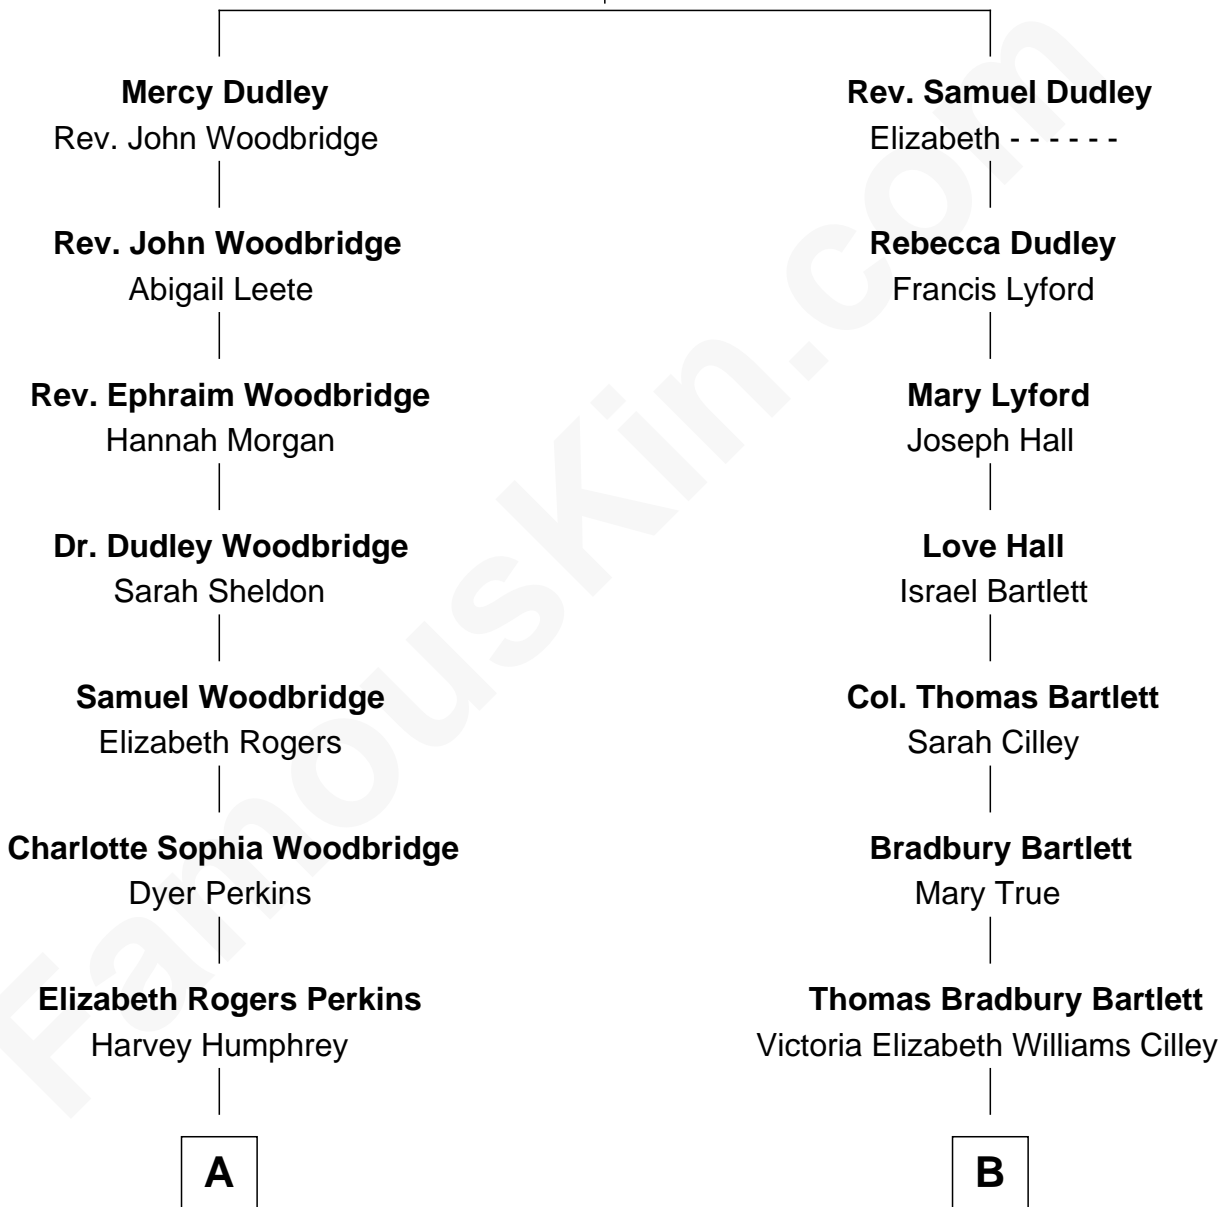 Mercy Dudley
Rev. John Woodbridge
Rev. John Woodbridge
Abigail Leete
Rev. Ephraim Woodbridge
Hannah Morgan
Dr. Dudley Woodbridge
Sarah Sheldon
Samuel Woodbridge
Elizabeth Rogers
Charlotte Sophia Woodbridge
Dyer Perkins
Elizabeth Rogers Perkins
Harvey Humphrey
A
Rev. Samuel Dudley
Elizabeth - - - - - -
Rebecca Dudley
Francis Lyford
Mary Lyford
Joseph Hall
Love Hall
Israel Bartlett
Col. Thomas Bartlett
Sarah Cilley
Bradbury Bartlett
Mary True
Thomas Bradbury Bartlett
Victoria Elizabeth Williams Cilley
B
FamousKin.com